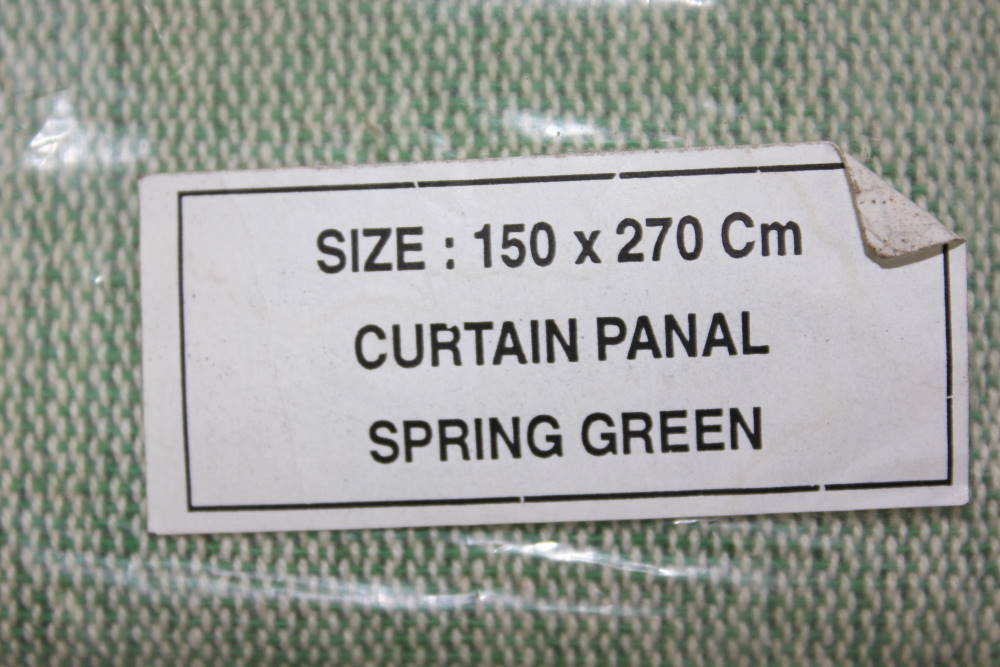 SIZE : 150 x 270 Cm
CURTAIN PANAL
SPRING GREEN